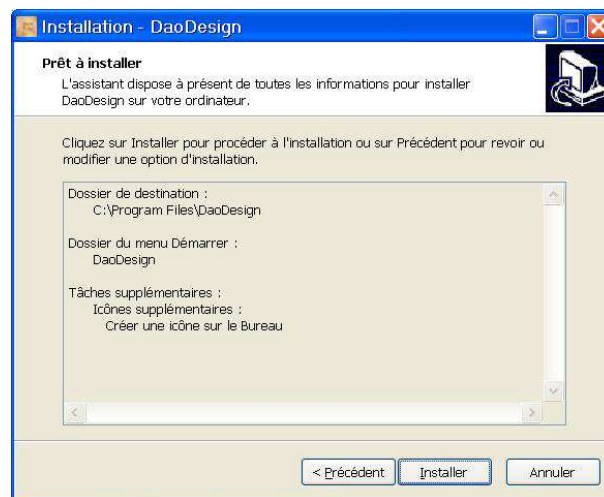 Installation - DaoDesign
Prêt à installer
L'assistant dispose à présent de toutes les informations pour installer
DaoDesign sur votre ordinateur.
Cliquez sur Installer pour procéder à l'installation ou sur Précédent pour revoir ou
modifier une option d'installation.
Dossier de destination :
C:\Program Files\DaoDesign
Dossier du menu Démarrer :
DaoDesign
Tâches supplémentaires :
Icônes supplémentaires :
Créer une icône sur le Bureau
< Précédent Installer Annuler